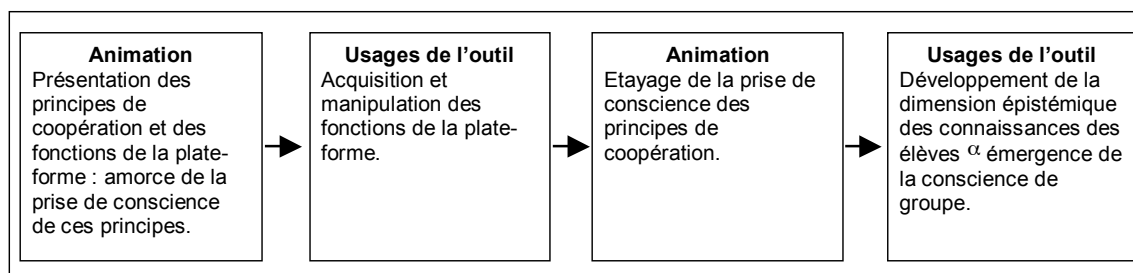 Animation
Présentation des
principes de
coopération et des
fonctions de la plate-
forme : amorce de la
prise de conscience
de ces principes.
Usages de l’outil
Acquisition et
manipulation des
fonctions de la plate-
forme.
Animation
Etayage de la prise de
conscience des
principes de
coopération.
Usages de l’outil
Développement de la
dimension épistémique
des connaissances des
élèves α émergence de
la conscience de
groupe.